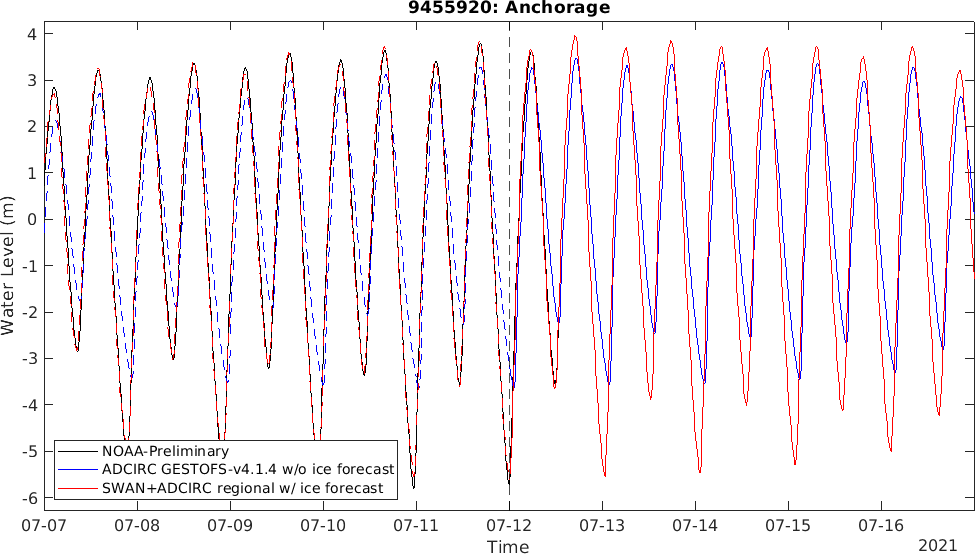 9455920: Anchorage
4
3
2
1
0
-1
-2
-3
-4
-5
-6
Water Level (m)
NOAA-Preliminary
ADCIRC GESTOFS-v4.1.4 w/o ice forecast
SWAN+ADCIRC regional w/ ice forecast
07-07 07-08 07-09 07-10 07-11 07-12 07-13 07-14 07-15 07-16
Time
2021